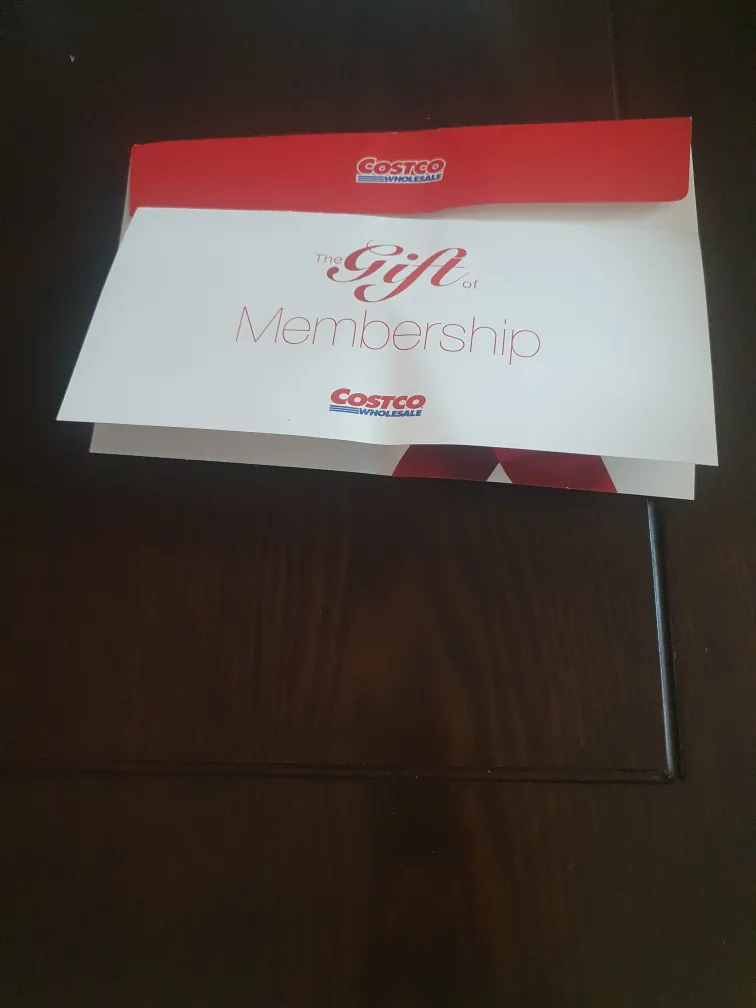 COSTCO
WHOLESALE
The Gift of
Membership
COSTCO
WHOLESALE